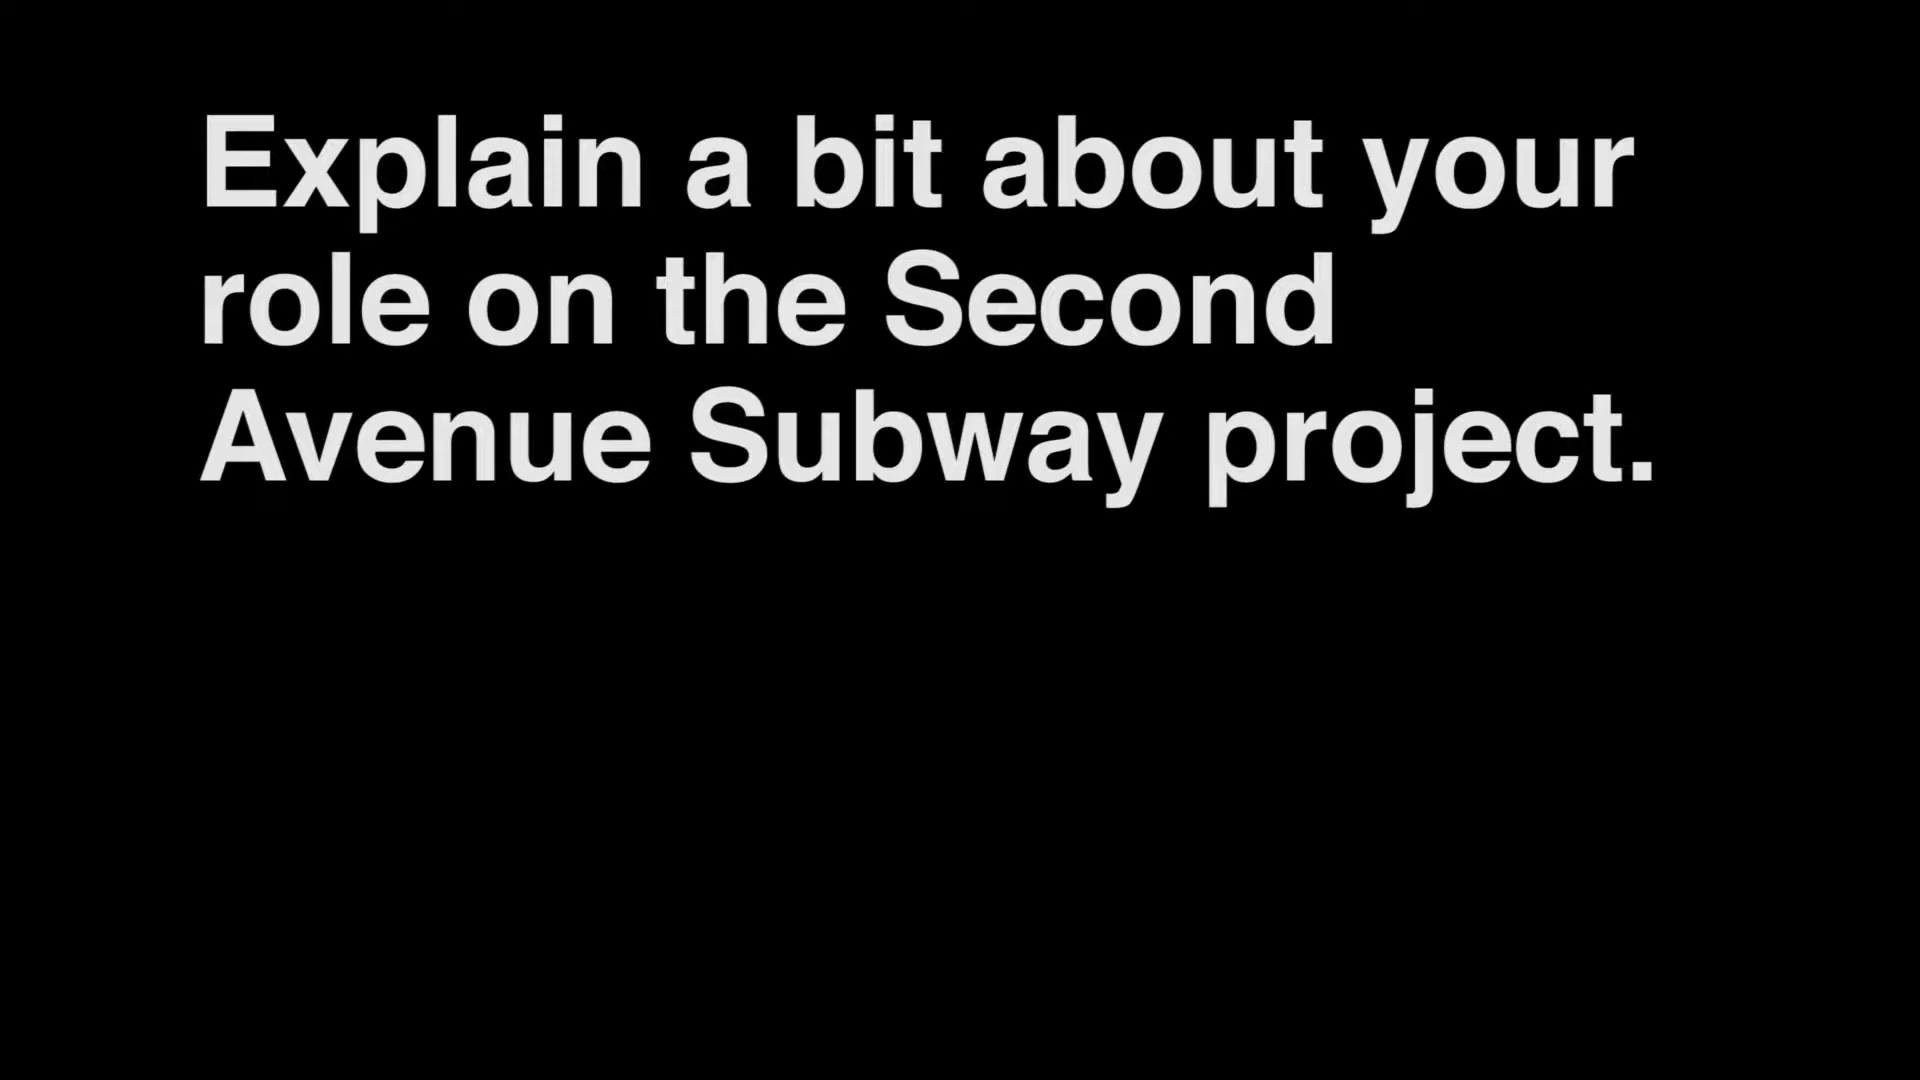 Explain a bit about your
role on the Second
Avenue Subway project.